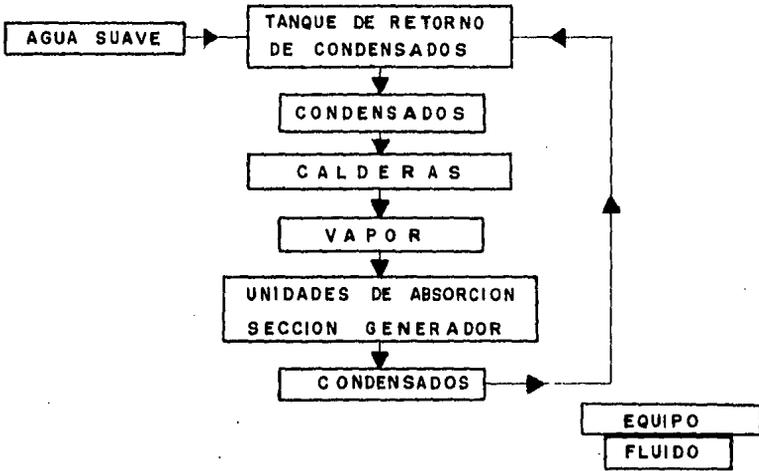 AGUA SUAVE
TANQUE DE RETORNO
DE CONDENSADOS
CONDENSADOS
CALDERAS
VAPOR
UNIDADES DE ABSORCION
SECCION GENERADOR
CONDENSADOS
EQUIPO
FLUIDO